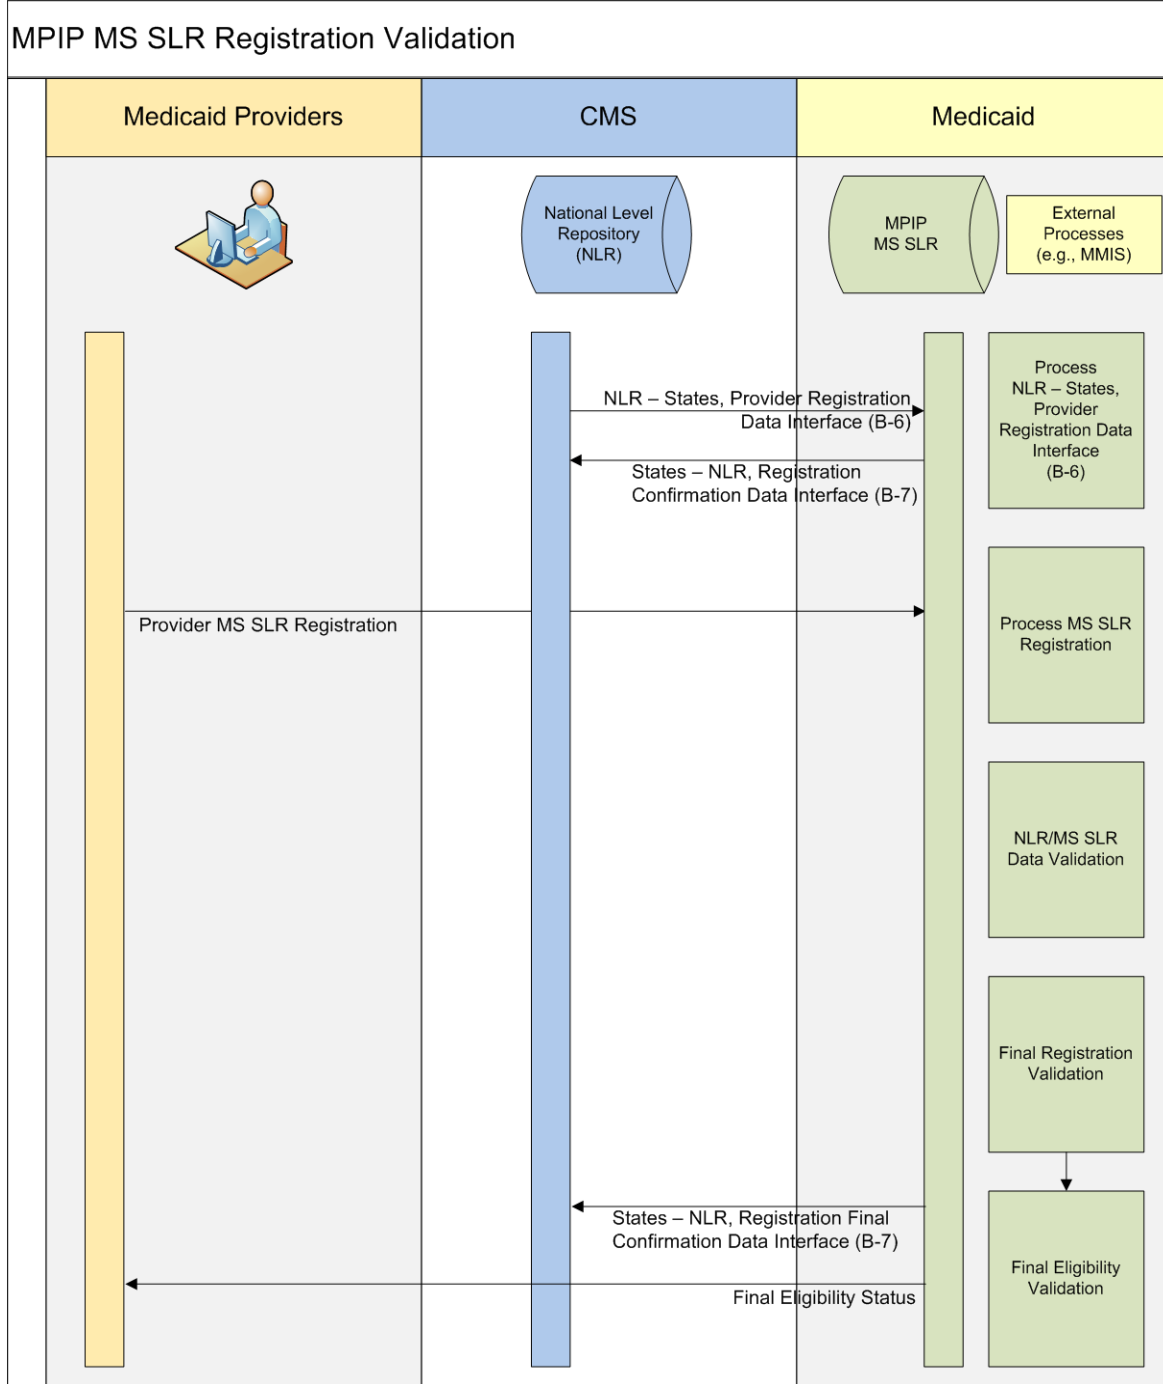 MPIP MS SLR Registration Validation
Medicaid Providers
CMS
Medicaid
National Level
Repository
(NLR)
MPIP
MS SLR
External
Processes
(e.g., MMIS)
NLR – States, Provider Registration
Data Interface (B-6)
Process
NLR – States,
Provider
Registration Data
Interface
(B-6)
States – NLR, Registration
Confirmation Data Interface (B-7)
Provider MS SLR Registration
Process MS SLR
Registration
NLR/MS SLR
Data Validation
Final Registration
Validation
States – NLR, Registration Final
Confirmation Data Interface (B-7)
Final Eligibility
Validation
Final Eligibility Status